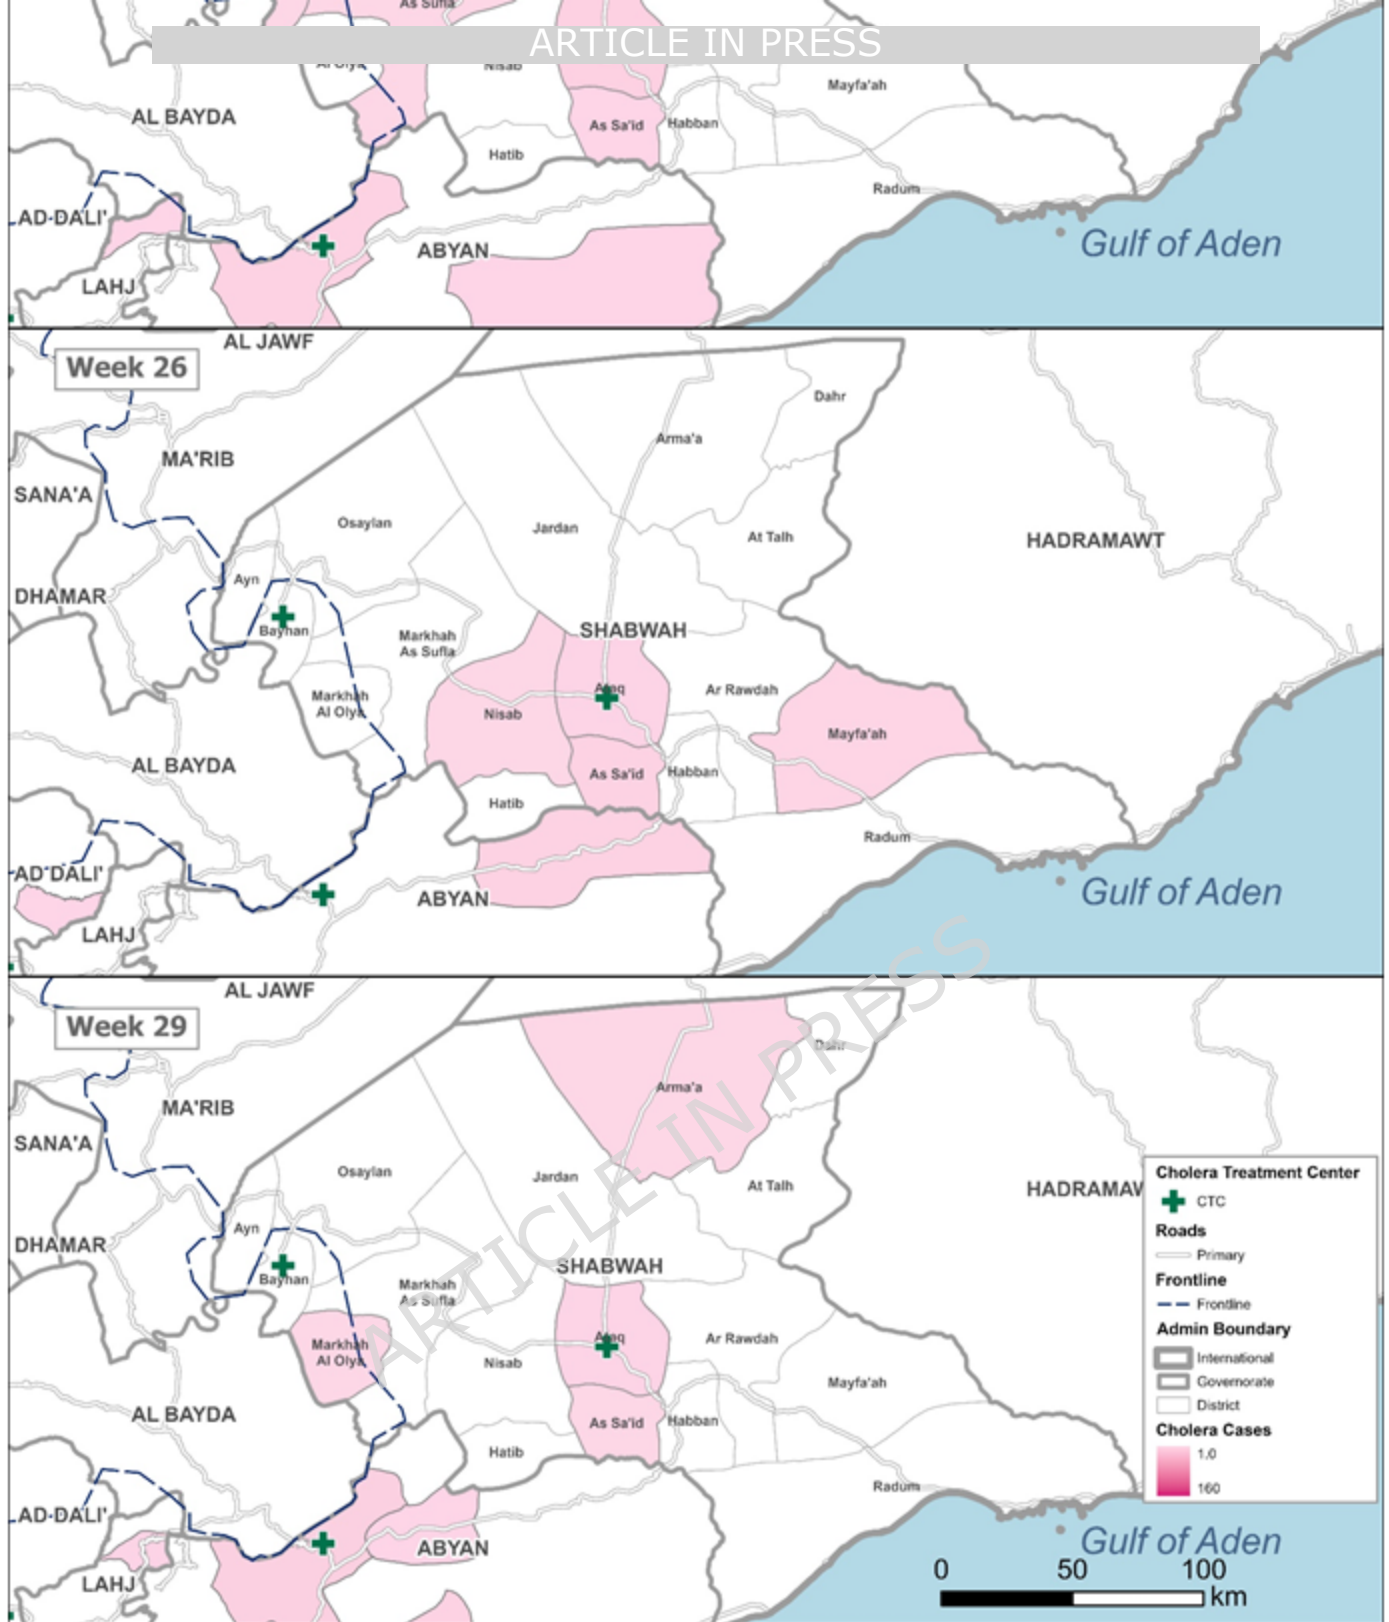 As Sufla
ARTICLE IN PRESS
Al Olya
Nisab
Mayfa'ah
AL BAYDA
As Sa'id
Habban
Hatib
Radum
AD DALI'
ABYAN
Gulf of Aden
LAHJ
AL JAWF
Week 26
Dahr
Arma'a
MA'RIB
SANA'A
Osaylan
Jardan
At Talh
HADRAMAWT
Ayn
DHAMAR
Bayhan
SHABWAH
Markhah
As Sufla
Markhah
Al Olya
Ataq
Ar Rawdah
Nisab
Mayfa'ah
AL BAYDA
As Sa'id
Habban
Hatib
Radum
AD DALI'
ABYAN
Gulf of Aden
LAHJ
ARTICLE IN PRESS
AL JAWF
Week 29
Dahr
Arma'a
MA'RIB
SANA'A
Osaylan
Jardan
At Talh
HADRAMAW
Ayn
DHAMAR
Bayhan
SHABWAH
Markhah
As Sufla
Markhah
Al Olya
Ataq
Ar Rawdah
Nisab
Mayfa'ah
AL BAYDA
As Sa'id
Habban
Hatib
Radum
AD DALI'
ABYAN
Gulf of Aden
LAHJ
Cholera Treatment Center
CTC
Roads
Primary
Frontline
Frontline
Admin Boundary
International
Governorate
District
Cholera Cases
1.0
160
0 50 100
km